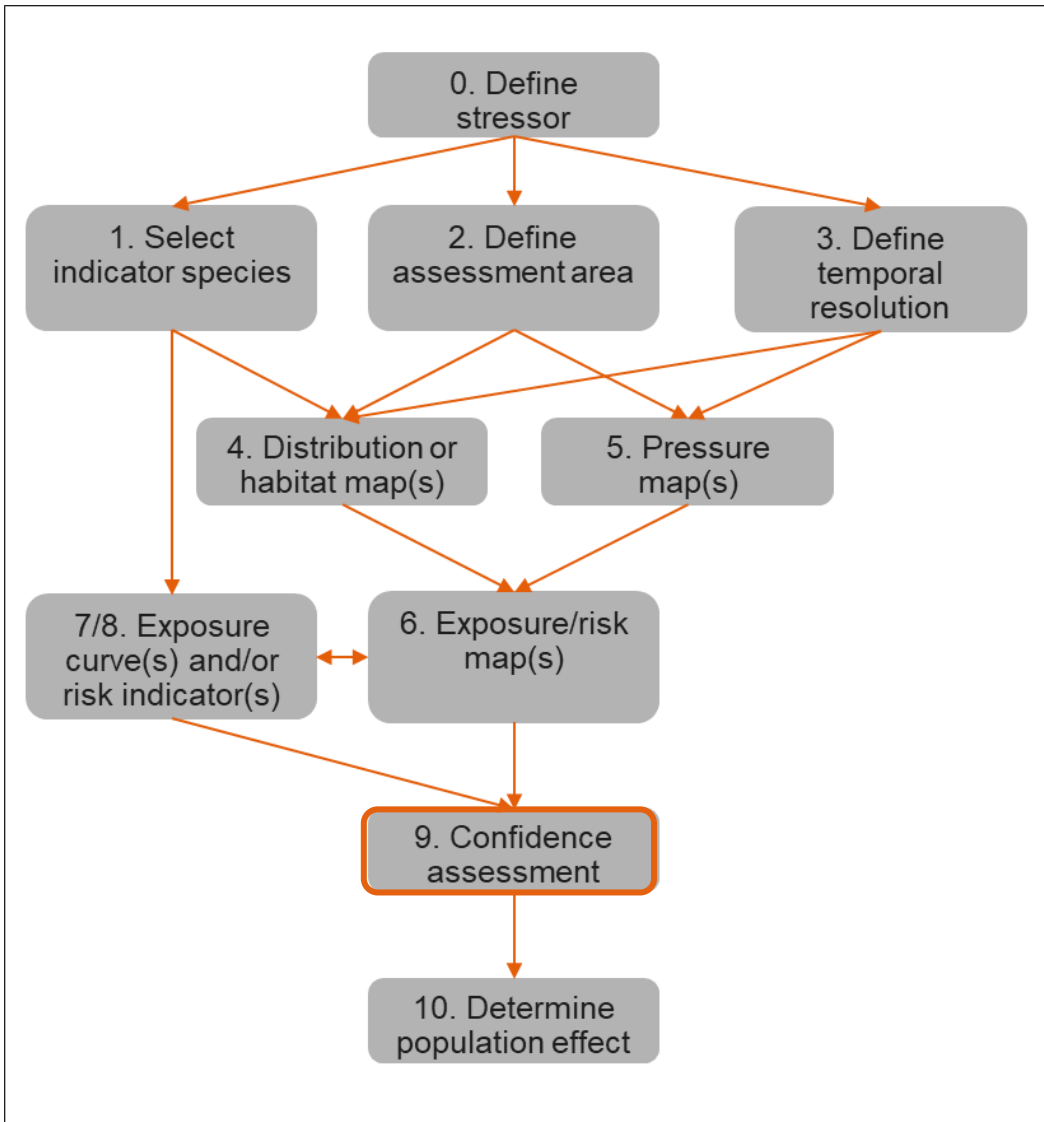 0. Define
stressor
1. Select
indicator species
2. Define
assessment area
3. Define
temporal
resolution
4. Distribution or
habitat map(s)
5. Pressure
map(s)
7/8. Exposure
curve(s) and/or
risk indicator(s)
6. Exposure/risk
map(s)
9. Confidence
assessment
10. Determine
population effect